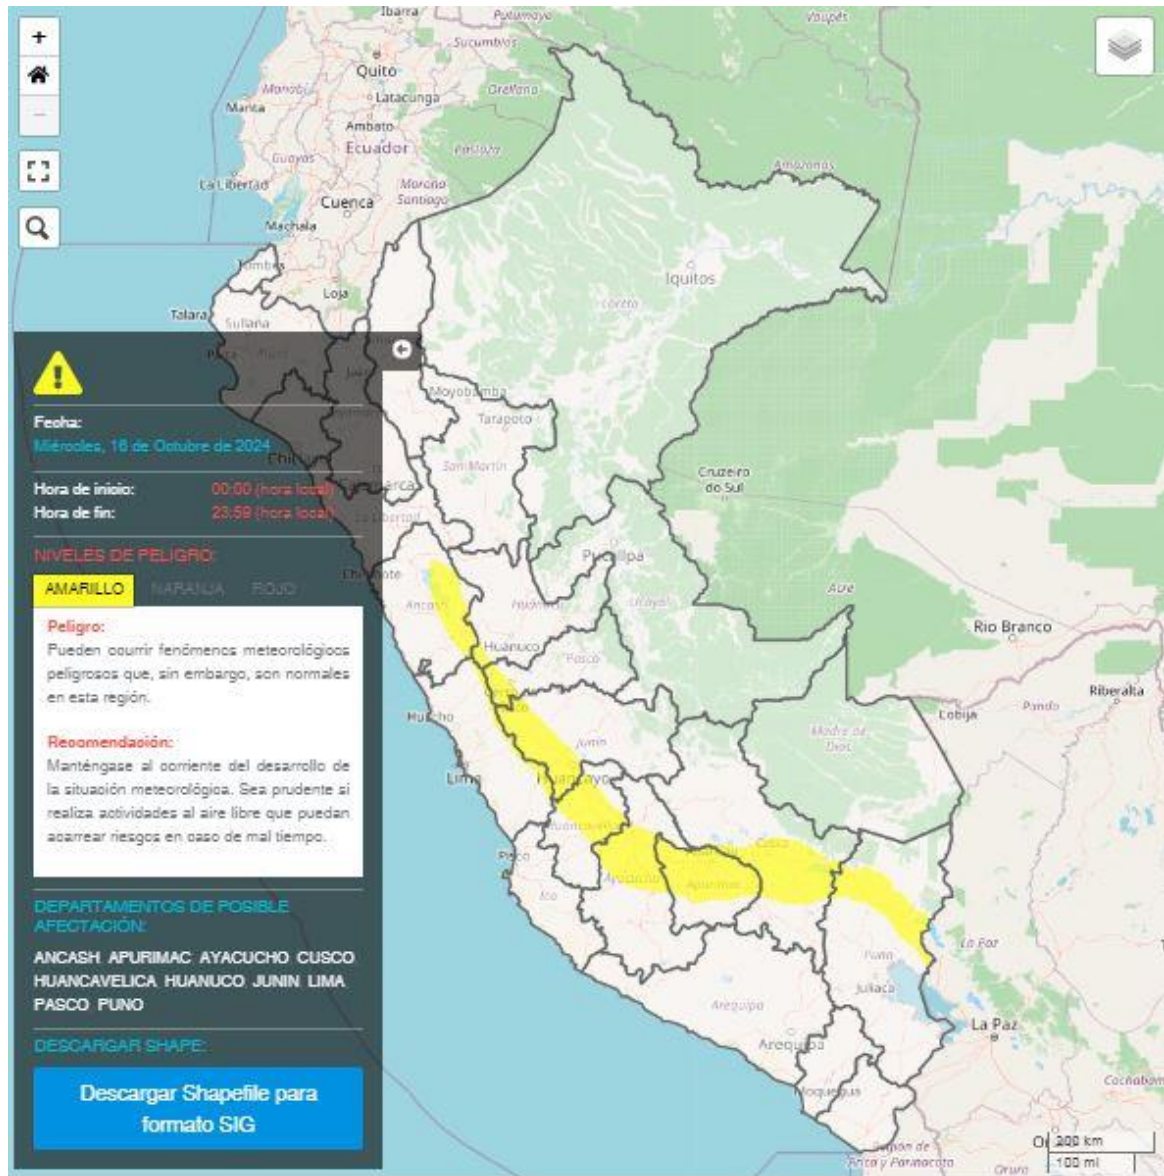 +
−
Ibarra
Putumayo
Vaupés
Sucumbíos
Quito
Manabí
Latacunga
Orellana
Manta
Ambato
Ecuador
Pastaza
Guayas
Amazonas
La Libertad
Morona
Santiago
Cuenca
Machala
Tumbes
Iquitos
Loja
Loreto
Talara
Sullana
Moyobamba
Tarapoto
San Martín
Cruzeiro
do Sul
La Libertad
Pucallpa
Chimbote
Ancash
Huánuco
Ucayali
Acre
Rio Branco
Huánuco
Pasco
Riberalta
Pando
Cobija
Huacho
Madre de
Dios
Junín
Lima
Huancayo
Huancavelica
Pisco
Cusco
Ayacucho
Apurímac
Ica
La Paz
Puno
Juliaca
Arequipa
La Paz
Arequipa
Moquegua
Cochabam
Región de
Arica y Parinacota
Oruro
200 km
100 mi
Fecha:
Miércoles, 16 de Octubre de 2024
Hora de inicio: 00:00 (hora local)
Hora de fin: 23:59 (hora local)
NIVELES DE PELIGRO:
AMARILLO NARANJA ROJO
Peligro:
Pueden ocurrir fenómenos meteorológicos
peligrosos que, sin embargo, son normales
en esta región.
Recomendación:
Manténgase al corriente del desarrollo de
la situación meteorológica. Sea prudente si
realiza actividades al aire libre que puedan
acarrear riesgos en caso de mal tiempo.
DEPARTAMENTOS DE POSIBLE
AFECTACIÓN:
ANCASH APURIMAC AYACUCHO CUSCO
HUANCAVELICA HUANUCO JUNIN LIMA
PASCO PUNO
DESCARGAR SHAPE:
Descargar Shapefile para
formato SIG